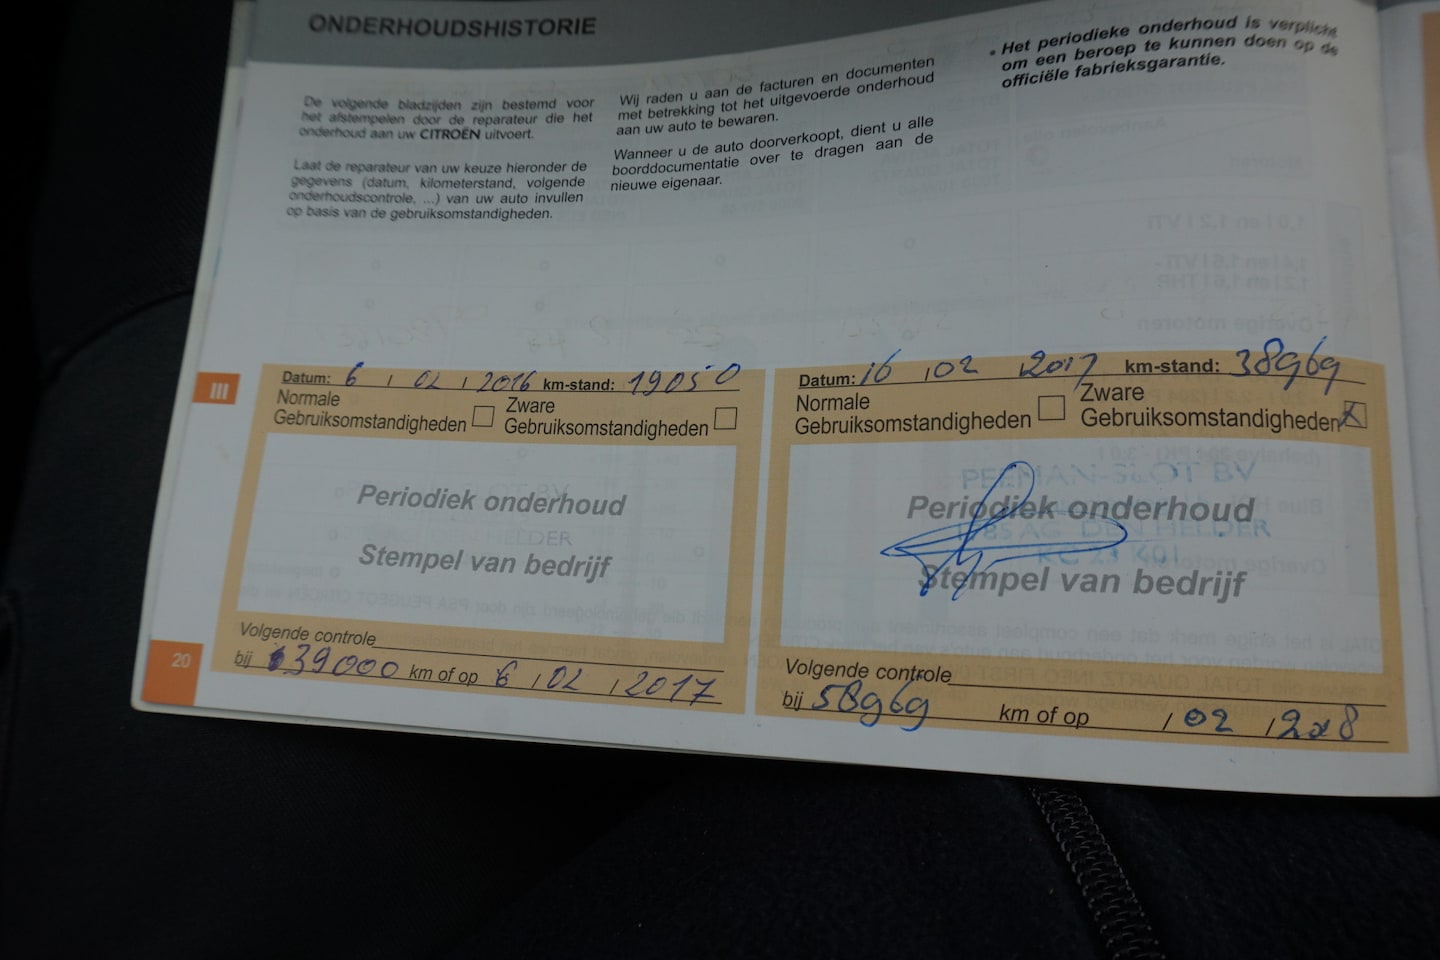 ONDERHOUDSHISTORIE
De volgende bladzijden zijn bestemd voor
het afstempelen door de reparateur die het
onderhoud aan uw CITROËN uitvoert.
Laat de reparateur van uw keuze hieronder de
gegevens (datum, kilometerstand, volgende
onderhoudscontrole, ...) van uw auto invullen
op basis van de gebruiksomstandigheden.
Wij raden u aan de facturen en documenten
met betrekking tot het uitgevoerde onderhoud
aan uw auto te bewaren.
Wanneer u de auto doorverkoopt, dient u alle
boorddocumentatie over te dragen aan de
nieuwe eigenaar.
• Het periodieke onderhoud is verplicht
om een beroep te kunnen doen op de
officiële fabrieksgarantie.
III
Datum: 6 / 02 / 2016 km-stand: 19050
Normale
Gebruiksomstandigheden
Zware
Gebruiksomstandigheden
Periodiek onderhoud
Stempel van bedrijf
Volgende controle
bij 39000 km of op 6 / 02 / 2017
Datum: 16 / 02 / 2017 km-stand: 38969
Normale
Gebruiksomstandigheden
Zware
Gebruiksomstandigheden
PEEMAN-SLOT BV
Periodiek onderhoud
DEN HELDER
Stempel van bedrijf
Volgende controle
bij 58969 km of op / 02 / 2018
20